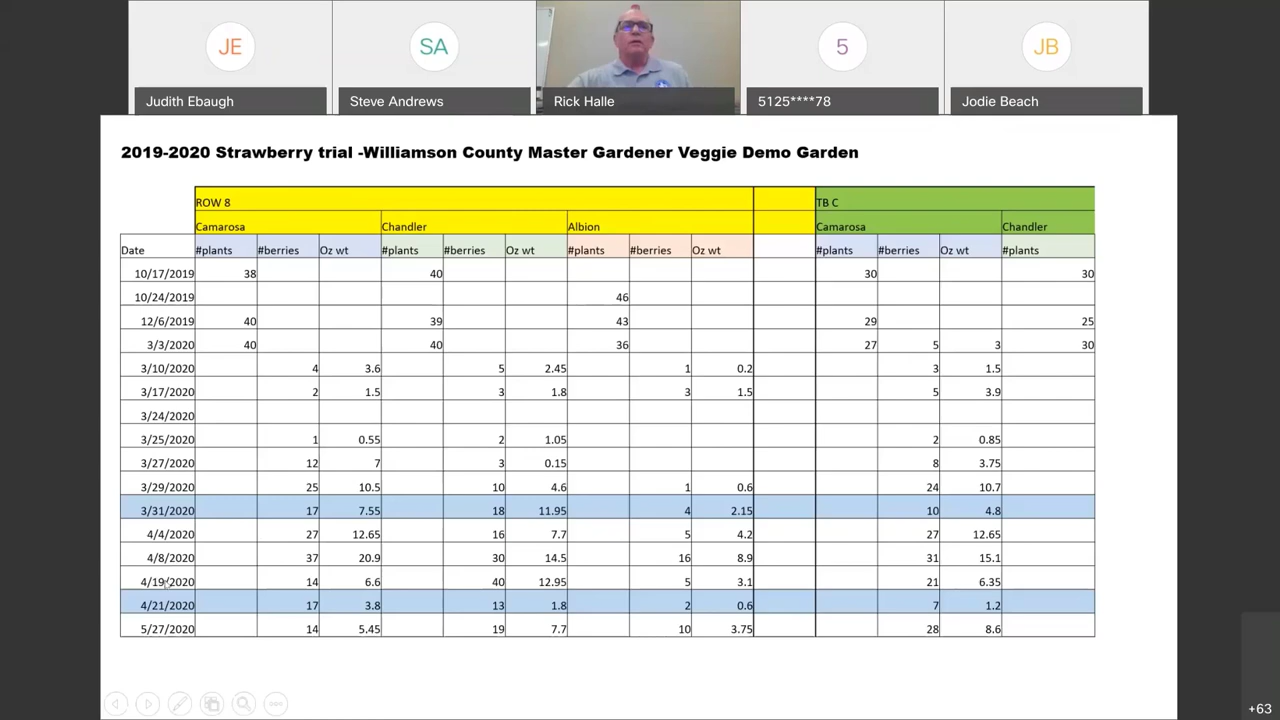 JE
SA
5
JB
Judith Ebaugh
Steve Andrews
Rick Halle
5125****78
Jodie Beach
2019-2020 Strawberry trial -Williamson County Master Gardener Veggie Demo Garden
ROW 8 TB C
Camarosa Chandler Albion Camarosa Chandler
Date #plants #berries Oz wt #plants #berries Oz wt #plants #berries Oz wt #plants #berries Oz wt #plants
10/17/2019 38 40 30 30
10/24/2019 46
12/6/2019 40 39 43 29 25
3/3/2020 40 40 36 27 5 3 30
3/10/2020 4 3.6 5 2.45 1 0.2 3 1.5
3/17/2020 2 1.5 3 1.8 3 1.5 5 3.9
3/24/2020
3/25/2020 1 0.55 2 1.05 2 0.85
3/27/2020 12 7 3 0.15 8 3.75
3/29/2020 25 10.5 10 4.6 1 0.6 24 10.7
3/31/2020 17 7.55 18 11.95 4 2.15 10 4.8
4/4/2020 27 12.65 16 7.7 5 4.2 27 12.65
4/8/2020 37 20.9 30 14.5 16 8.9 31 15.1
4/19/2020 14 6.6 40 12.95 5 3.1 21 6.35
4/21/2020 17 3.8 13 1.8 2 0.6 7 1.2
5/27/2020 14 5.45 19 7.7 10 3.75 28 8.6
+63